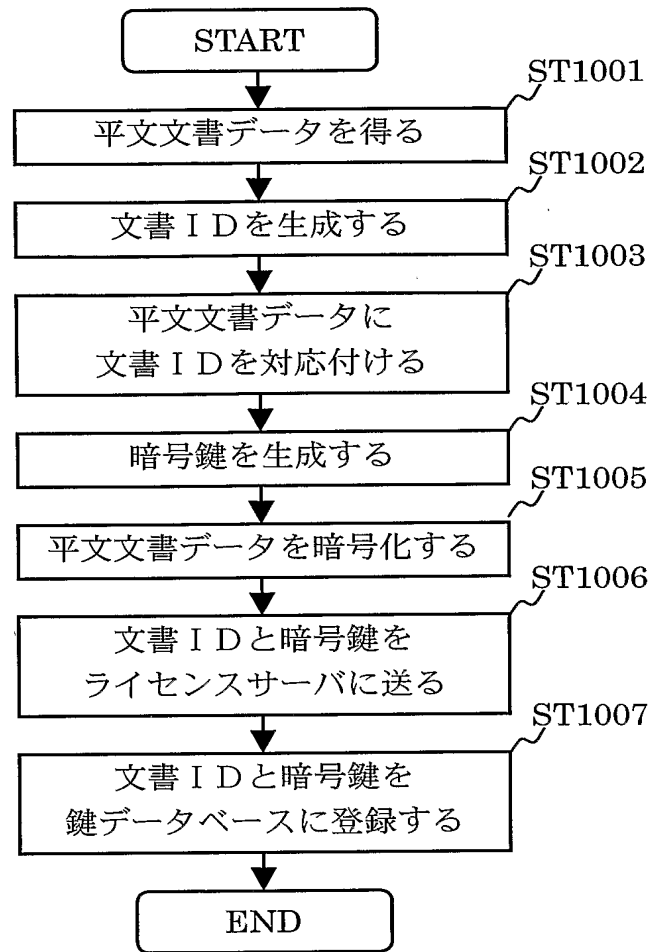 START
ST1001
平文文書データを得る
ST1002
文書IDを生成する
ST1003
平文文書データに
文書IDを対応付ける
ST1004
暗号鍵を生成する
ST1005
平文文書データを暗号化する
ST1006
文書IDと暗号鍵を
ライセンスサーバに送る
ST1007
文書IDと暗号鍵を
鍵データベースに登録する
END